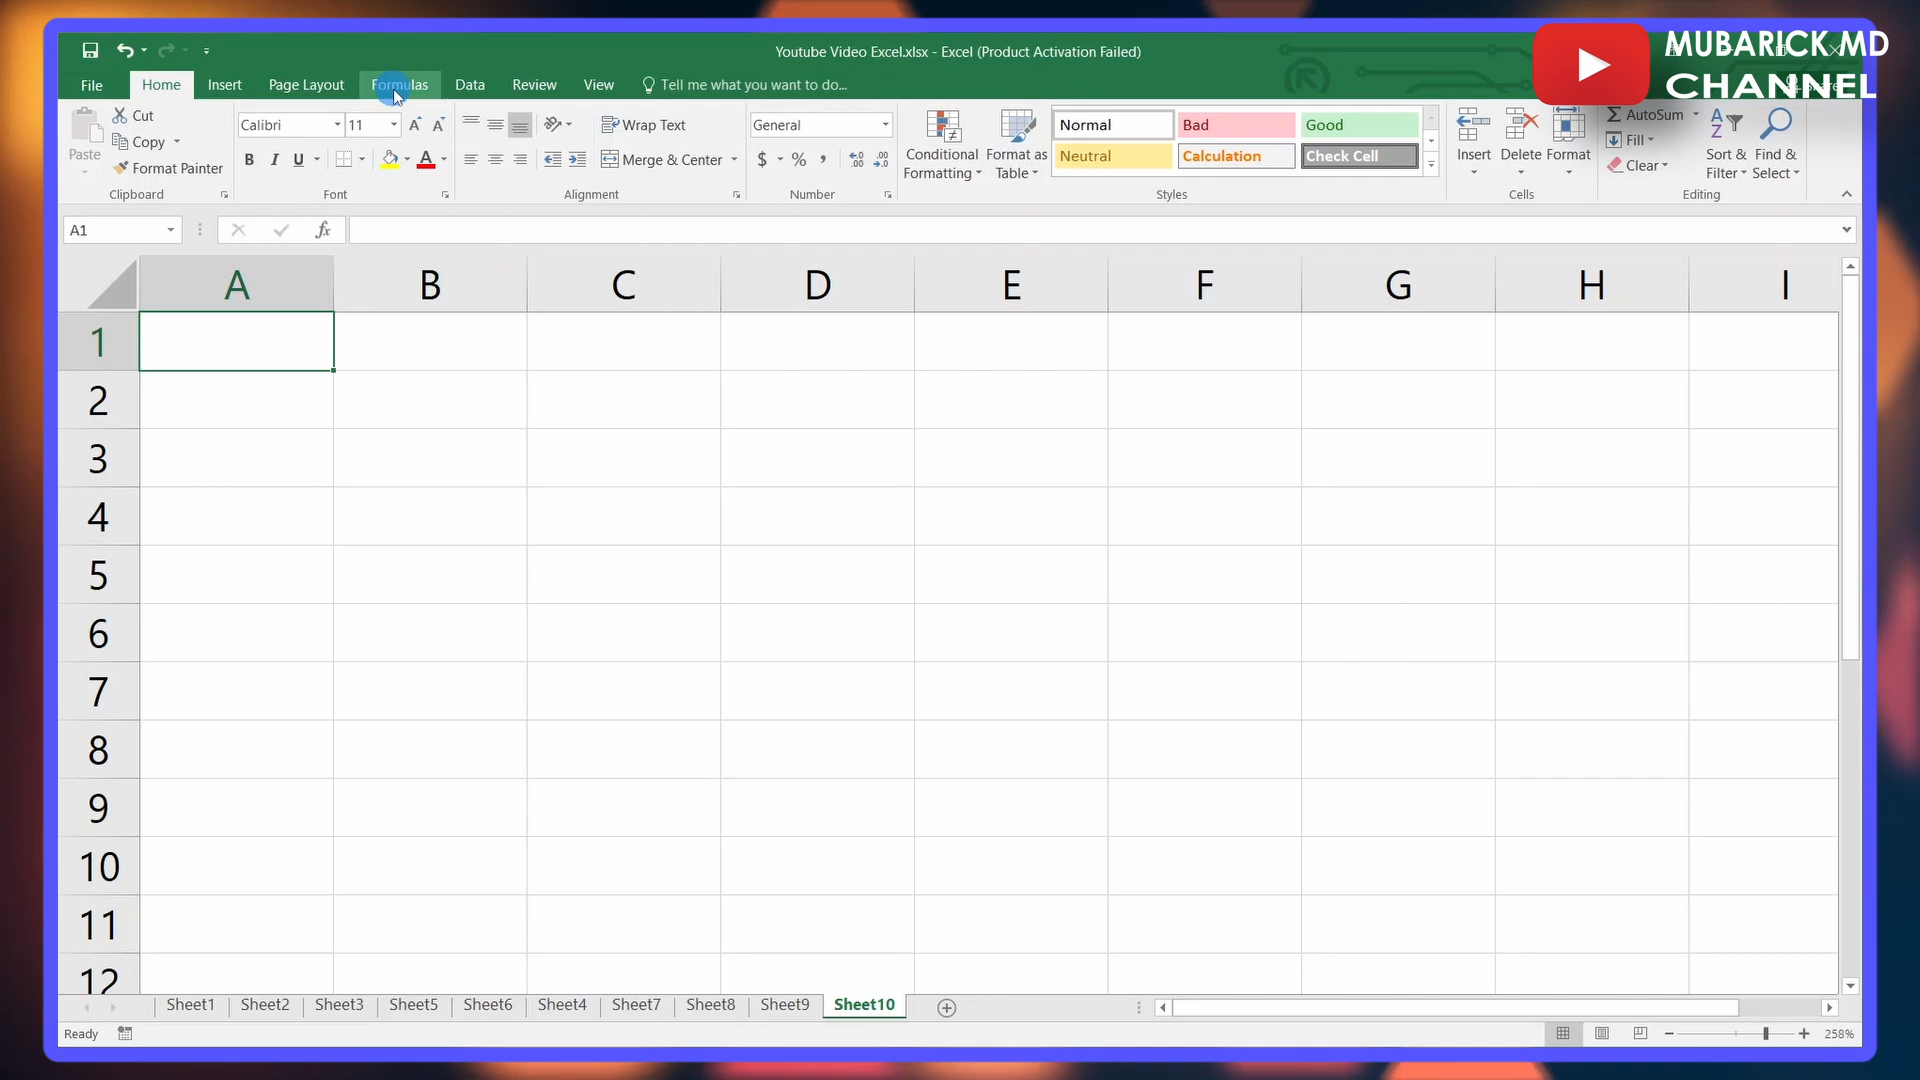 Youtube Video Excel.xlsx - Excel (Product Activation Failed)
MUBARICK.MD
CHANNEL
File Home Insert Page Layout Formulas Data Review View Tell me what you want to do...
Cut
Copy
Format Painter
Paste
Clipboard
Calibri 11
B I U A
Font
Wrap Text
Merge & Center
Alignment
General
$ % ,
Number
Conditional Formatting
Format as Table
Normal Bad Good
Neutral Calculation Check Cell
Styles
Insert Delete Format
Cells
AutoSum
Fill
Clear
Sort & Filter
Find & Select
Editing
A1 fx
A B C D E F G H I
1
2
3
4
5
6
7
8
9
10
11
12
Sheet1 Sheet2 Sheet3 Sheet5 Sheet6 Sheet4 Sheet7 Sheet8 Sheet9 Sheet10
Ready 258%